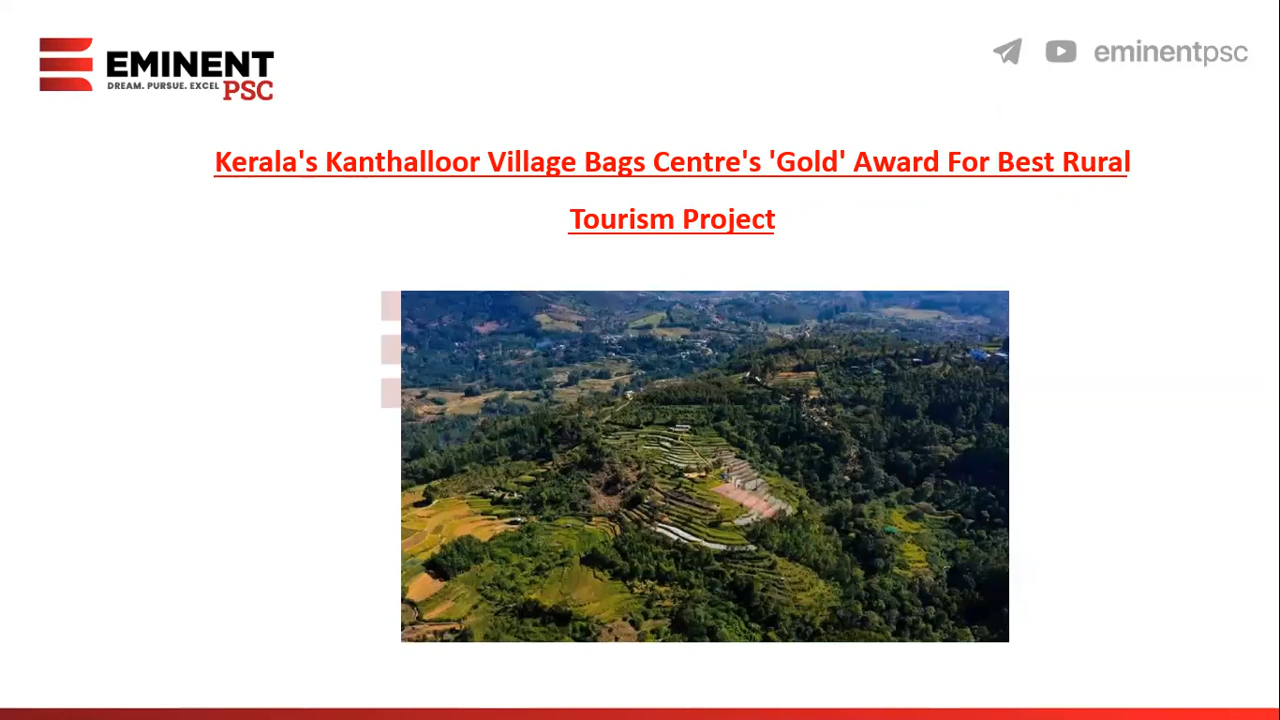 EMINENT
DREAM. PURSUE. EXCEL
PSC
eminentpsc
Kerala's Kanthalloor Village Bags Centre's 'Gold' Award For Best Rural
Tourism Project